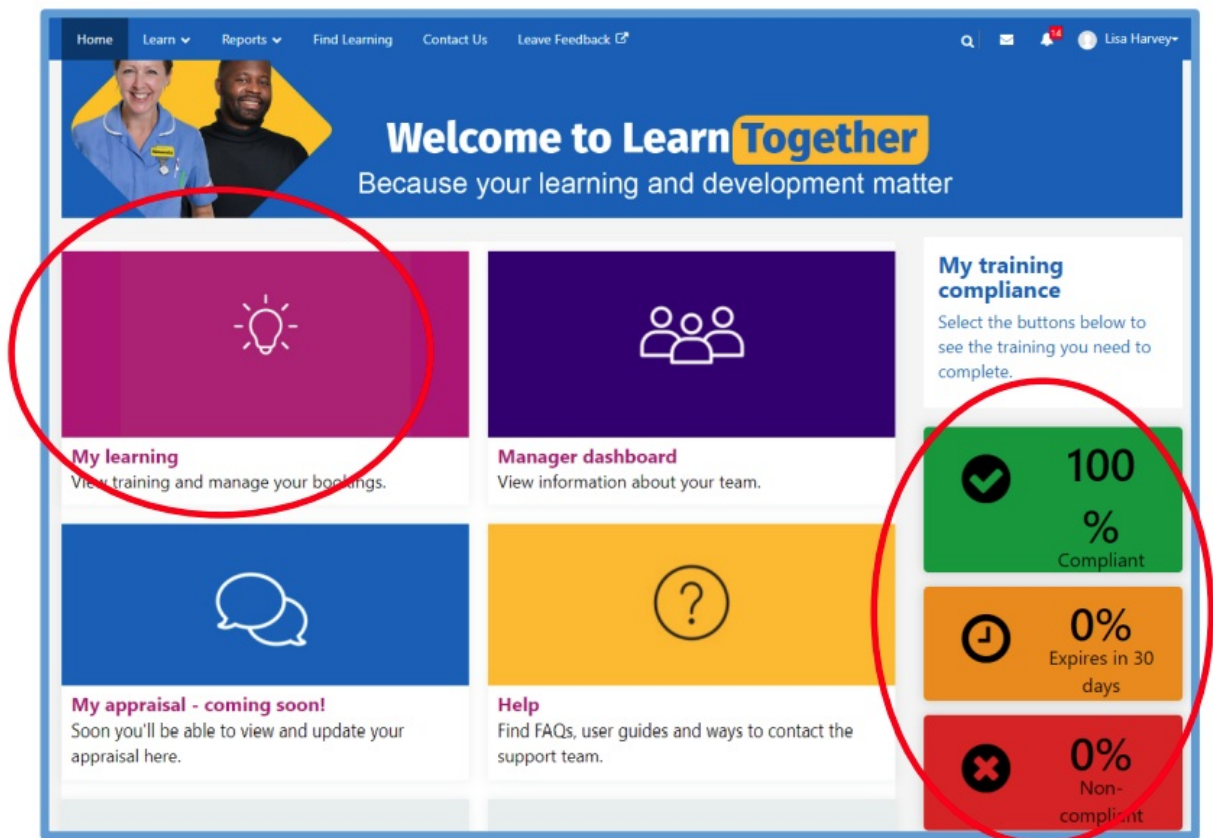 Home Learn Reports Find Learning Contact Us Leave Feedback 14 Lisa Harvey
Welcome to Learn Together
Because your learning and development matter
My learning
View training and manage your bookings.
Manager dashboard
View information about your team.
My appraisal - coming soon!
Soon you'll be able to view and update your
appraisal here.
Help
Find FAQs, user guides and ways to contact the
support team.
My training
compliance
Select the buttons below to
see the training you need to
complete.
100
%
Compliant
0%
Expires in 30
days
0%
Non-
compliant